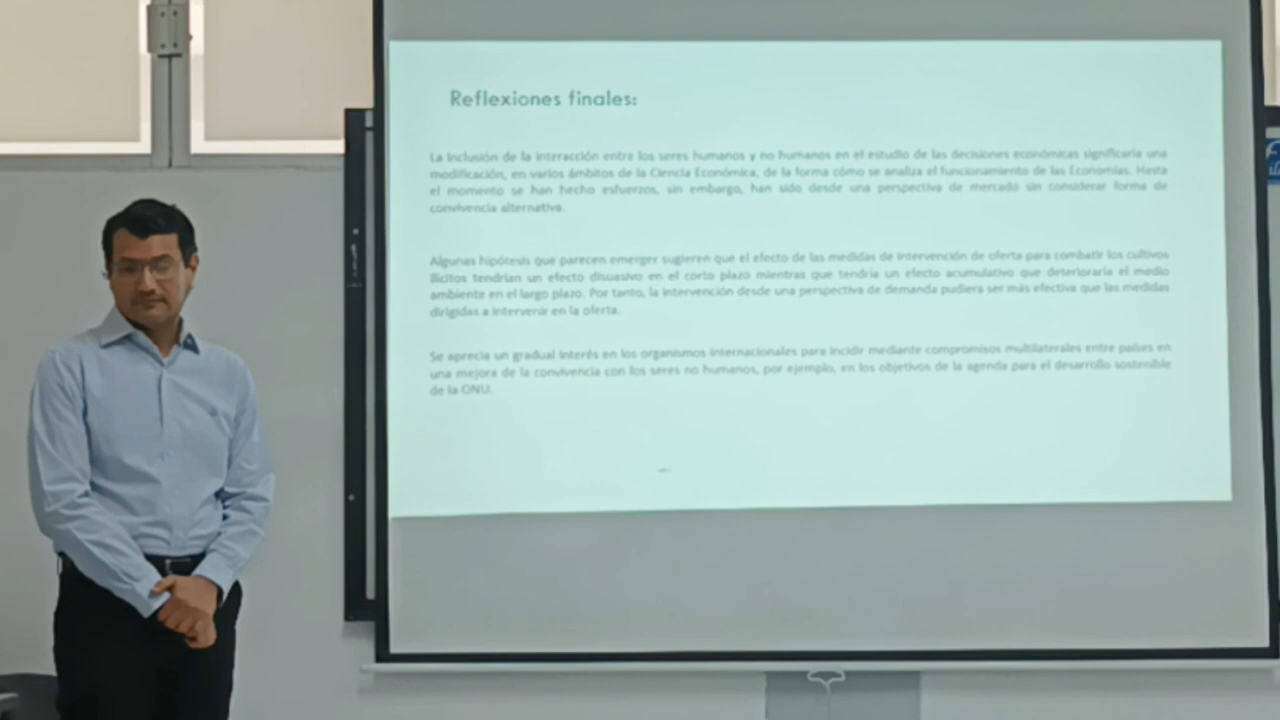 Reflexiones finales:
La inclusión de la interacción entre los seres humanos y no humanos en el estudio de las decisiones económicas significaría una
modificación, en varios ámbitos de la Ciencia Económica, de la forma cómo se analiza el funcionamiento de las Economías. Hasta
el momento se han hecho esfuerzos, sin embargo, han sido desde una perspectiva de mercado sin considerar forma de
convivencia alternativa.
Algunas hipótesis que parecen emerger sugieren que el efecto de las medidas de intervención de oferta para combatir los cultivos
ilícitos tendrían un efecto disuasivo en el corto plazo mientras que tendría un efecto acumulativo que deterioraría el medio
ambiente en el largo plazo. Por tanto, la intervención desde una perspectiva de demanda pudiera ser más efectiva que las medidas
dirigidas a intervenir en la oferta.
Se aprecia un gradual interés en los organismos internacionales para incidir mediante compromisos multilaterales entre países en
una mejora de la convivencia con los seres no humanos, por ejemplo, en los objetivos de la agenda para el desarrollo sostenible
de la ONU.